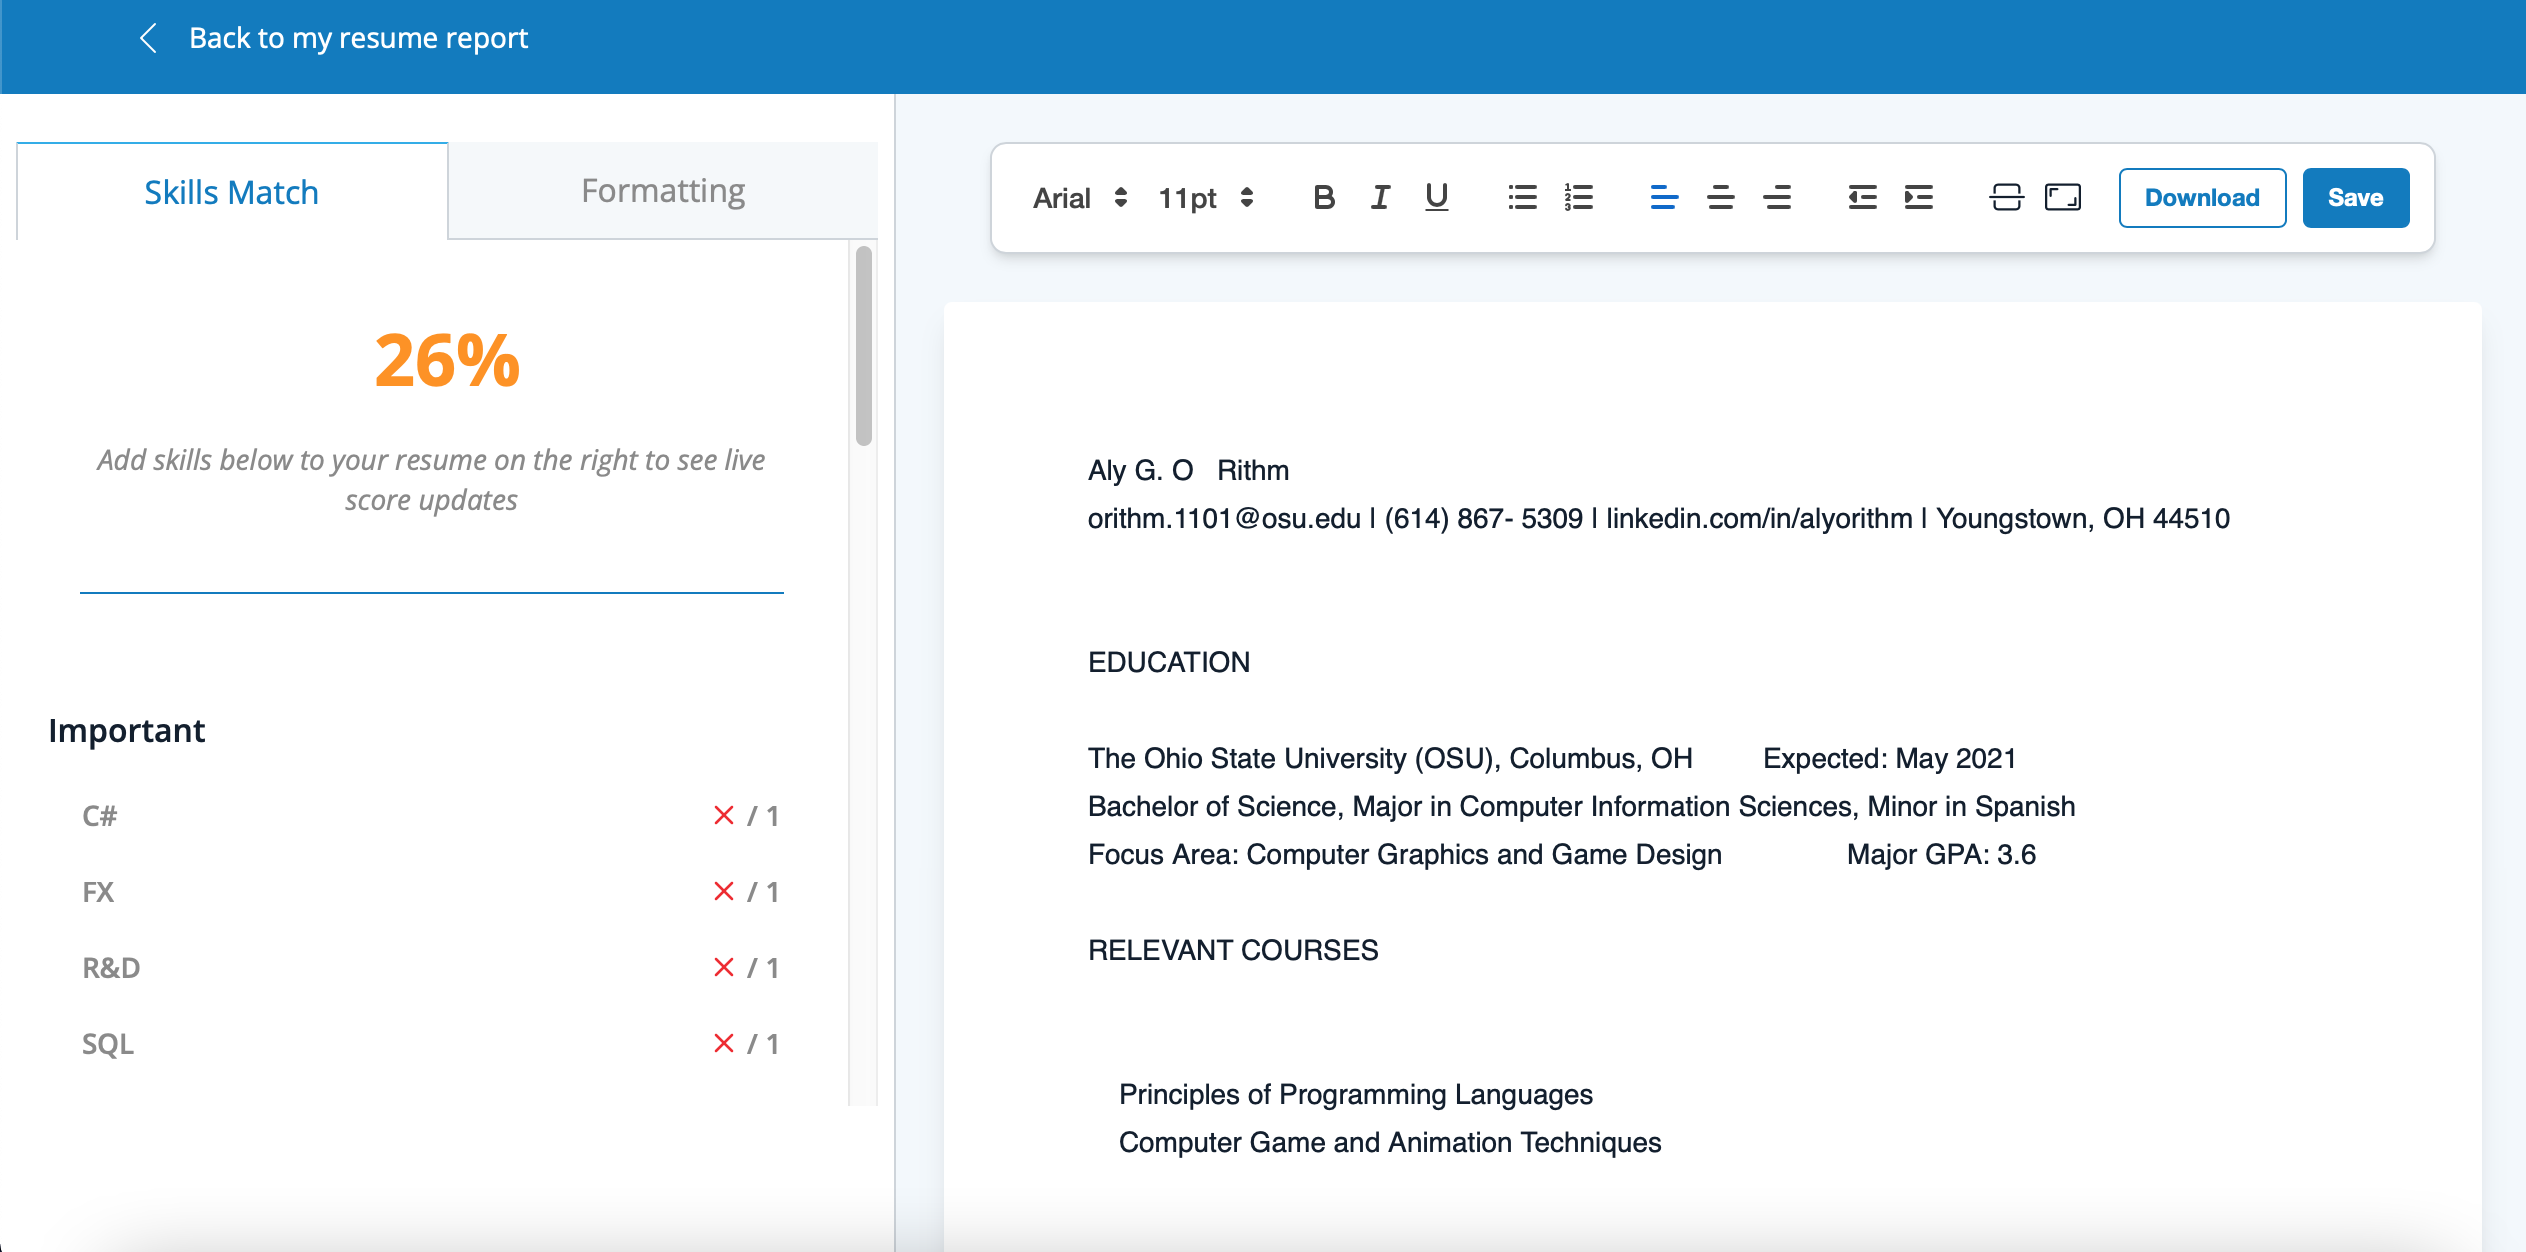 Back to my resume report
Skills Match
Formatting
26%
Add skills below to your resume on the right to see live
score updates
Important
C# / 1
FX / 1
R&D / 1
SQL / 1
Arial 11pt B I U Download Save
Aly G. O Rithm
orithm.1101@osu.edu | (614) 867- 5309 | linkedin.com/in/alyorithm | Youngstown, OH 44510
EDUCATION
The Ohio State University (OSU), Columbus, OH Expected: May 2021
Bachelor of Science, Major in Computer Information Sciences, Minor in Spanish
Focus Area: Computer Graphics and Game Design Major GPA: 3.6
RELEVANT COURSES
Principles of Programming Languages
Computer Game and Animation Techniques